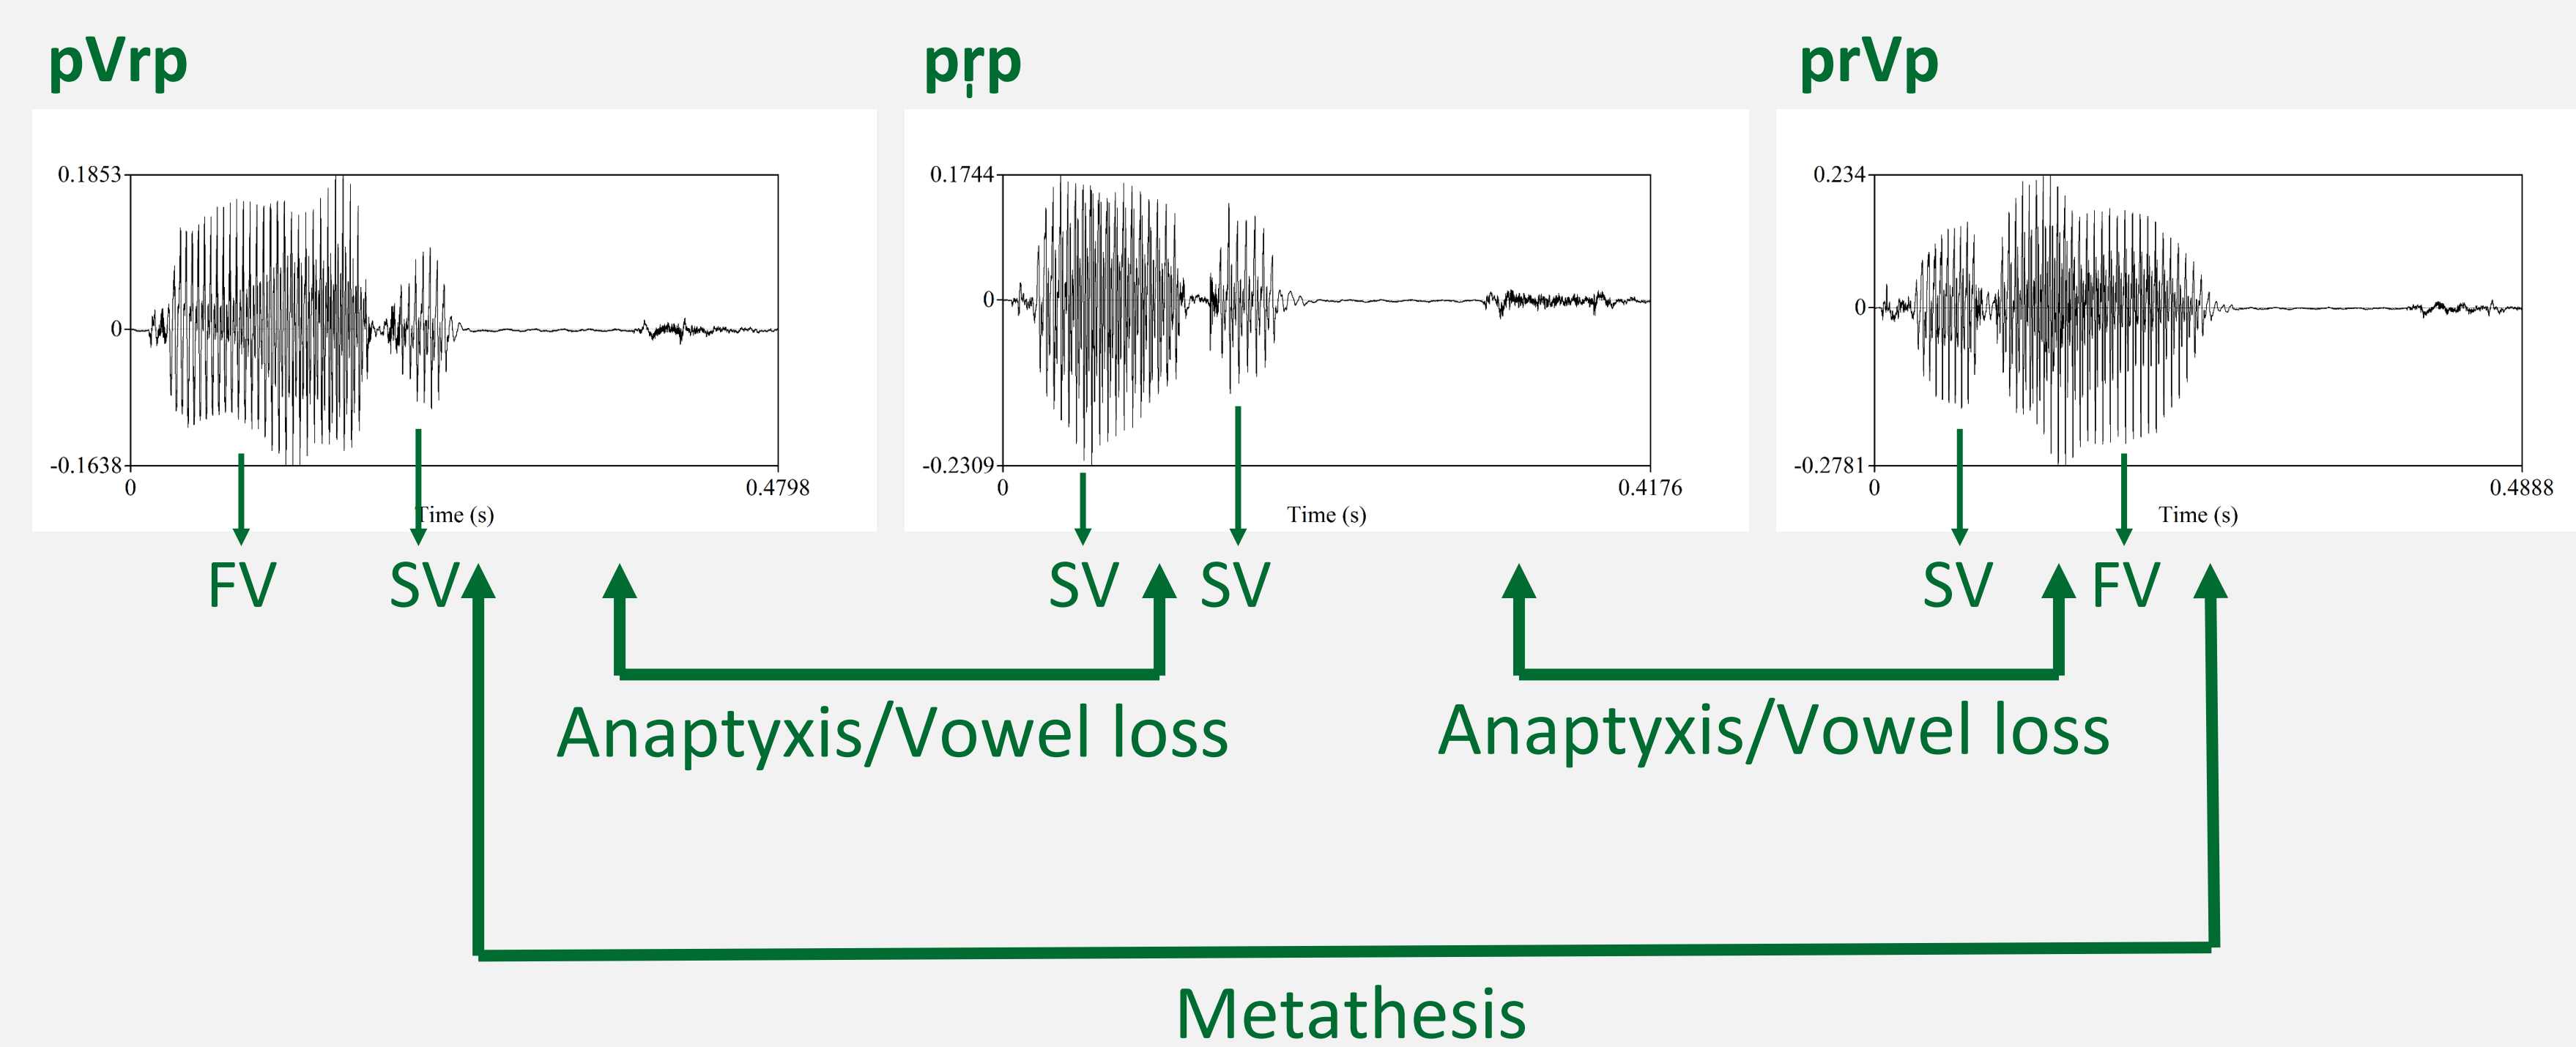 pVrp
pr̩p
prVp
0.1853
0
-0.1638
0
0.4798
Time (s)
0.1744
0
-0.2309
0
0.4176
Time (s)
0.234
0
-0.2781
0
0.4888
Time (s)
FV
SV
SV
SV
SV
FV
Anaptyxis/Vowel loss
Anaptyxis/Vowel loss
Metathesis